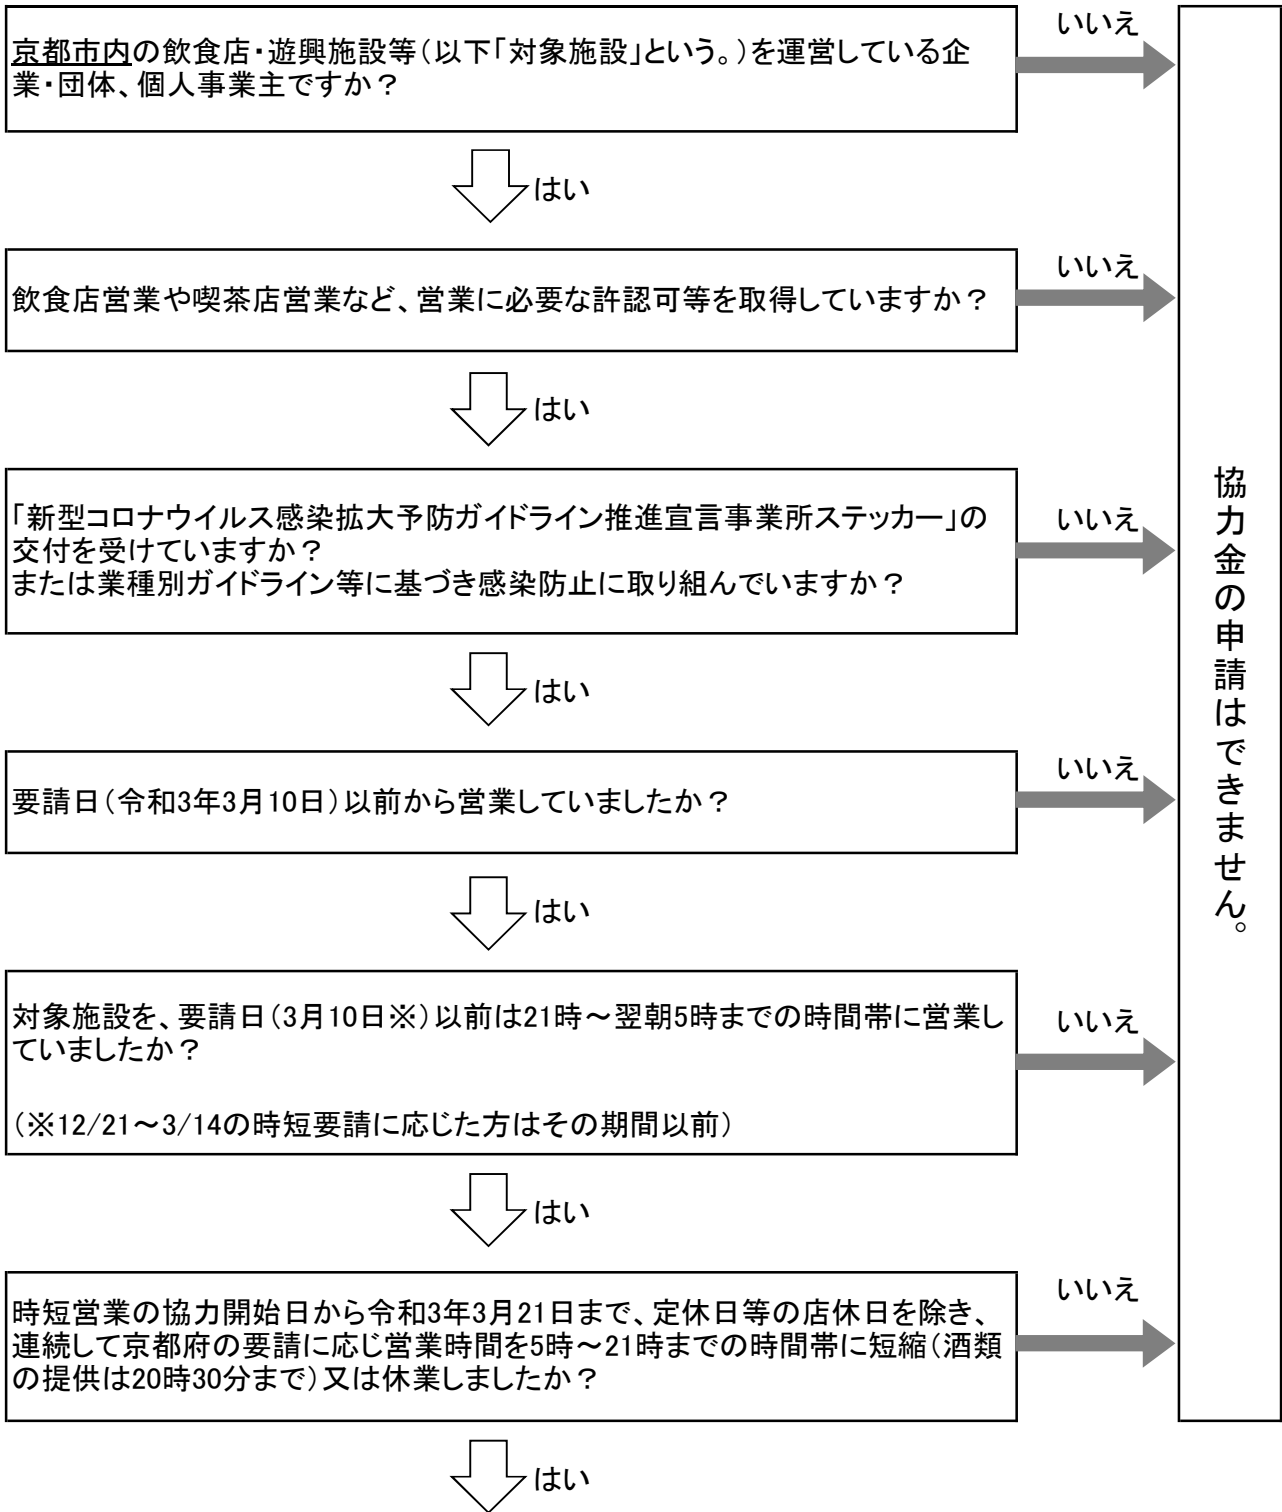 京都市内の飲食店・遊興施設等（以下「対象施設」という。）を運営している企
業・団体、個人事業主ですか？
いいえ
はい
飲食店営業や喫茶店営業など、営業に必要な許認可等を取得していますか？
いいえ
はい
「新型コロナウイルス感染拡大予防ガイドライン推進宣言事業所ステッカー」の
交付を受けていますか？
または業種別ガイドライン等に基づき感染防止に取り組んでいますか？
いいえ
はい
要請日（令和3年3月10日）以前から営業していましたか？
いいえ
はい
対象施設を、要請日（3月10日※）以前は21時～翌朝5時までの時間帯に営業し
ていましたか？
（※12/21～3/14の時短要請に応じた方はその期間以前）
いいえ
はい
時短営業の協力開始日から令和3年3月21日まで、定休日等の店休日を除き、
連続して京都府の要請に応じ営業時間を5時～21時までの時間帯に短縮（酒類
の提供は20時30分まで）又は休業しましたか？
いいえ
はい
協力金の申請はできません。